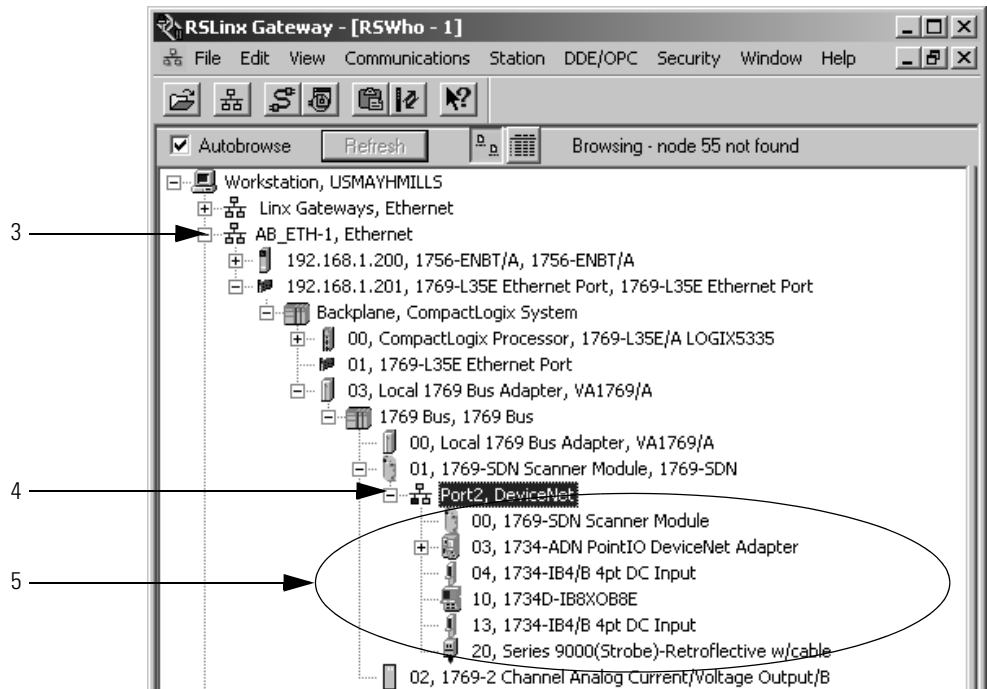 RSLinx Gateway - [RSWho - 1]
File Edit View Communications Station DDE/OPC Security Window Help
Autobrowse Refresh Browsing - node 55 not found
Workstation, USMAYHMILLS
Linx Gateways, Ethernet
3 AB_ETH-1, Ethernet
192.168.1.200, 1756-ENBT/A, 1756-ENBT/A
192.168.1.201, 1769-L35E Ethernet Port, 1769-L35E Ethernet Port
Backplane, CompactLogix System
00, CompactLogix Processor, 1769-L35E/A LOGIX5335
01, 1769-L35E Ethernet Port
03, Local 1769 Bus Adapter, VA1769/A
1769 Bus, 1769 Bus
00, Local 1769 Bus Adapter, VA1769/A
01, 1769-SDN Scanner Module, 1769-SDN
4 Port2, DeviceNet
00, 1769-SDN Scanner Module
03, 1734-ADN PointIO DeviceNet Adapter
5 04, 1734-IB4/B 4pt DC Input
10, 1734D-IB8XOB8E
13, 1734-IB4/B 4pt DC Input
20, Series 9000(Strobe)-Retroflective w/cable
02, 1769-2 Channel Analog Current/Voltage Output/B